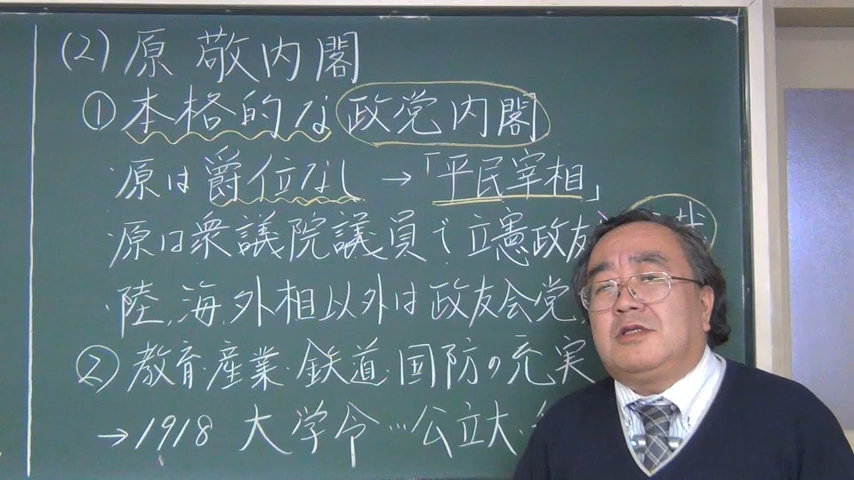 (2) 原 敬内閣
① 本格的な政党内閣
・原は爵位なし→「平民宰相」
・原は衆議院議員で立憲政友
・陸、海、外相以外は政友会党
② 教育・産業・鉄道・国防の充実
→1918 大学令…公立大・